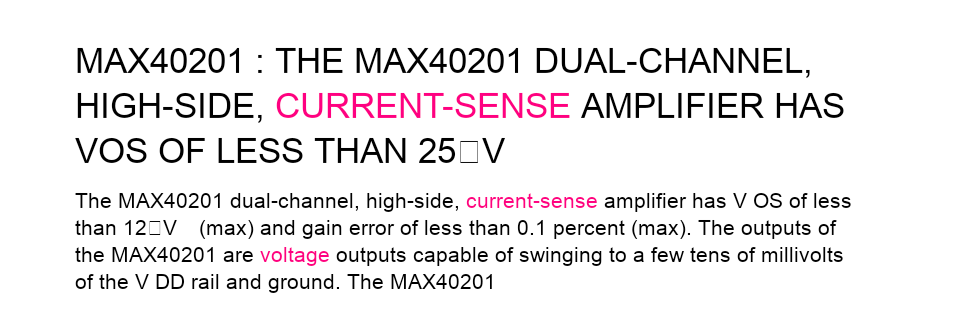 MAX40201 : THE MAX40201 DUAL-CHANNEL,
HIGH-SIDE, CURRENT-SENSE AMPLIFIER HAS
VOS OF LESS THAN 25□V
The MAX40201 dual-channel, high-side, current-sense amplifier has V OS of less
than 12□V (max) and gain error of less than 0.1 percent (max). The outputs of
the MAX40201 are voltage outputs capable of swinging to a few tens of millivolts
of the V DD rail and ground. The MAX40201